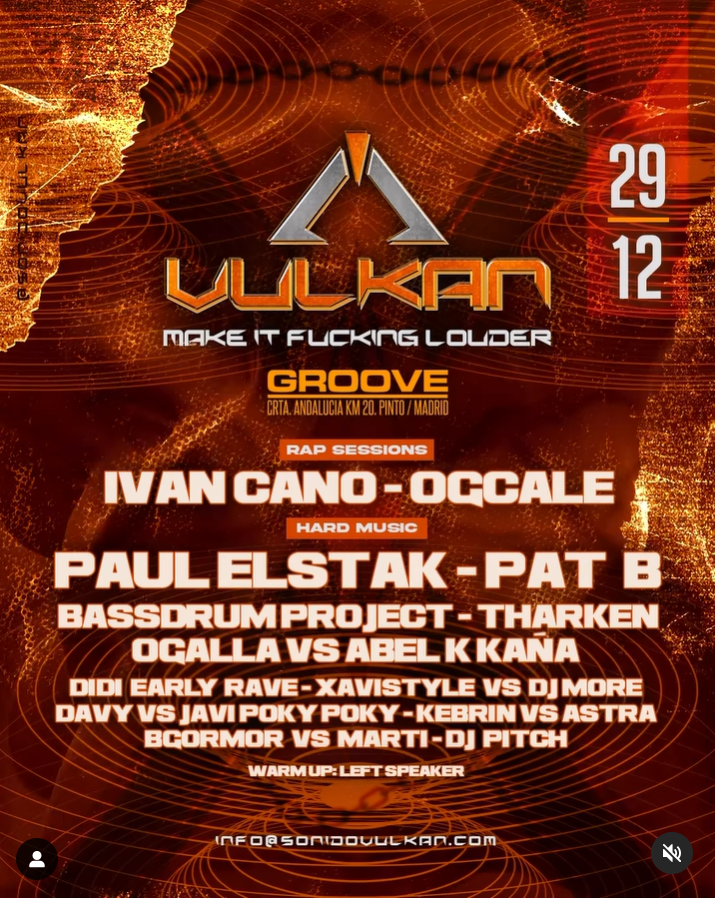 @SONIDOVULKAN
29
12
VULKAN
MAKE IT FUCKING LOUDER
GROOVE
CRTA. ANDALUCIA KM 20. PINTO / MADRID
RAP SESSIONS
IVAN CANO - OGCALE
HARD MUSIC
PAUL ELSTAK - PAT B
BASSDRUM PROJECT - THARKEN
OGALLA VS ABEL K KAÑA
DIDI EARLY RAVE - XAVISTYLE VS DJ MORE
DAVY VS JAVI POKY POKY - KEBRIN VS ASTRA
BGORMOR VS MARTI - DJ PITCH
WARM UP: LEFT SPEAKER
INFO@SONIDOVULKAN.COM